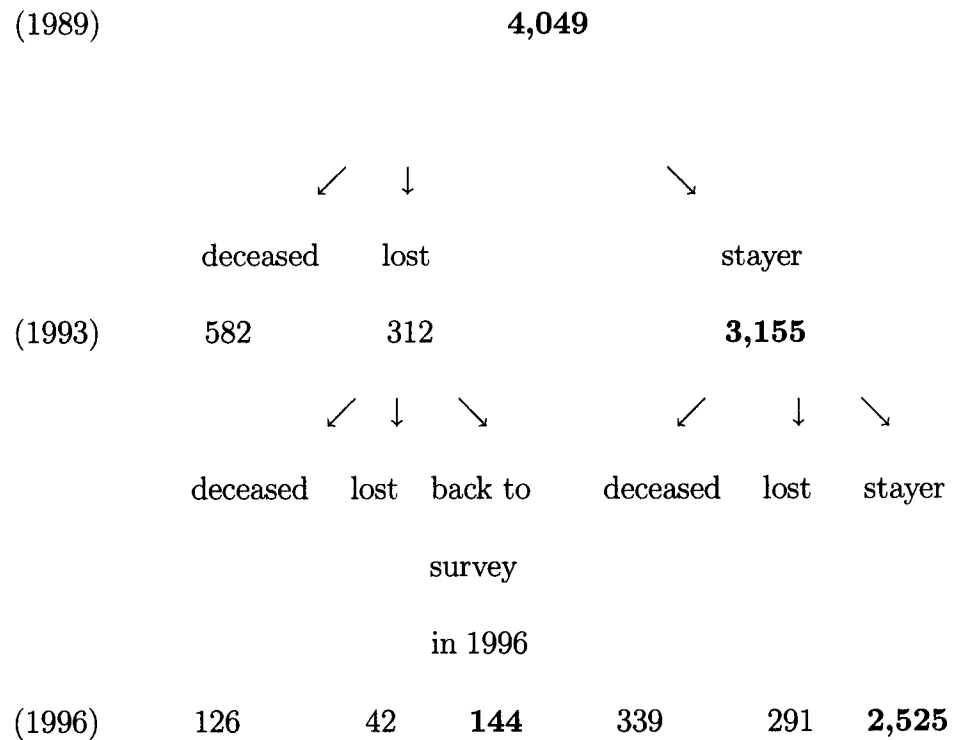 (1989) 4,049
↙ ↓ ↘
deceased lost stayer
(1993) 582 312 3,155
↙ ↓ ↘ ↙ ↓ ↘
deceased lost back to deceased lost stayer
survey
in 1996
(1996) 126 42 144 339 291 2,525